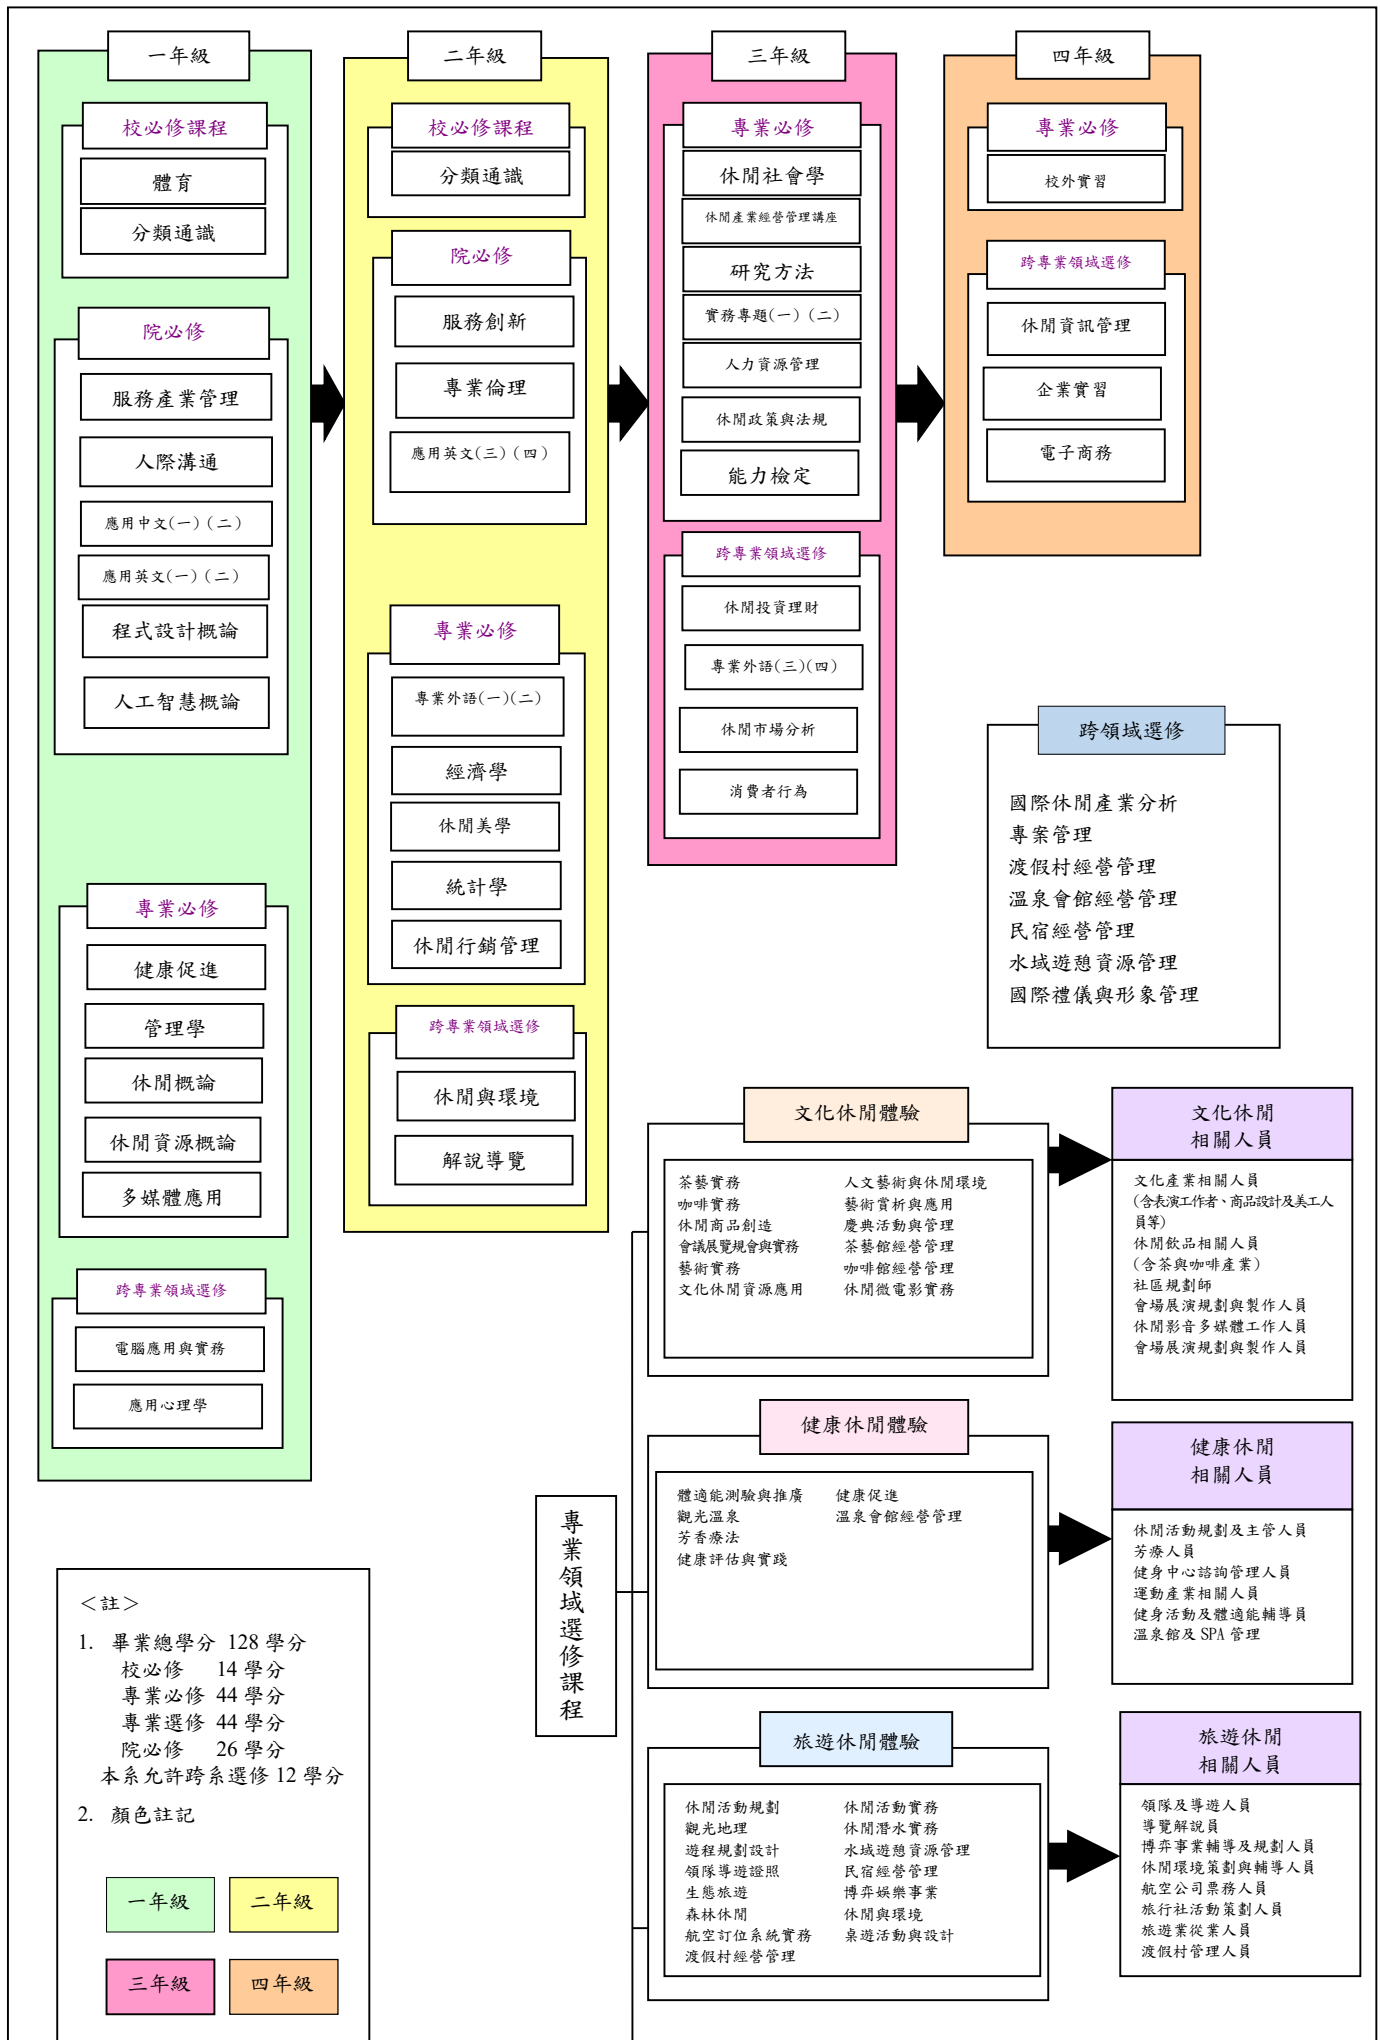 一年級
校必修課程
體育
分類通識
院必修
服務產業管理
人際溝通
應用中文(一)(二)
應用英文(一)(二)
程式設計概論
人工智慧概論
專業必修
健康促進
管理學
休閒概論
休閒資源概論
多媒體應用
跨專業領域選修
電腦應用與實務
應用心理學
二年級
校必修課程
分類通識
院必修
服務創新
專業倫理
應用英文(三)(四)
專業必修
專業外語(一)(二)
經濟學
休閒美學
統計學
休閒行銷管理
跨專業領域選修
休閒與環境
解說導覽
三年級
專業必修
休閒社會學
休閒產業經營管理講座
研究方法
實務專題(一)(二)
人力資源管理
休閒政策與法規
能力檢定
跨專業領域選修
休閒投資理財
專業外語(三)(四)
休閒市場分析
消費者行為
四年級
專業必修
校外實習
跨專業領域選修
休閒資訊管理
企業實習
電子商務
跨領域選修
國際休閒產業分析
專案管理
渡假村經營管理
溫泉會館經營管理
民宿經營管理
水域遊憩資源管理
國際禮儀與形象管理
專業領域選修課程
文化休閒體驗
茶藝實務
咖啡實務
休閒商品創造
會議展覽規會與實務
藝術實務
文化休閒資源應用
人文藝術與休閒環境
藝術賞析與應用
慶典活動與管理
茶藝館經營管理
咖啡館經營管理
休閒微電影實務
文化休閒
相關人員
文化產業相關人員
(含表演工作者、商品設計及美工人
員等)
休閒飲品相關人員
(含茶與咖啡產業)
社區規劃師
會場展演規劃與製作人員
休閒影音多媒體工作人員
會場展演規劃與製作人員
健康休閒體驗
體適能測驗與推廣
觀光溫泉
芳香療法
健康評估與實踐
健康促進
溫泉會館經營管理
健康休閒
相關人員
休閒活動規劃及主管人員
芳療人員
健身中心諮詢管理人員
運動產業相關人員
健身活動及體適能輔導員
溫泉館及 SPA 管理
旅遊休閒體驗
休閒活動規劃
觀光地理
遊程規劃設計
領隊導遊證照
生態旅遊
森林休閒
航空訂位系統實務
渡假村經營管理
休閒活動實務
休閒潛水實務
水域遊憩資源管理
民宿經營管理
博弈娛樂事業
休閒與環境
桌遊活動與設計
旅遊休閒
相關人員
領隊及導遊人員
導覽解說員
博弈事業輔導及規劃人員
休閒環境策劃與輔導人員
航空公司票務人員
旅行社活動策劃人員
旅遊業從業人員
渡假村管理人員
＜註＞
1. 畢業總學分 128 學分
校必修 14 學分
專業必修 44 學分
專業選修 44 學分
院必修 26 學分
本系允許跨系選修 12 學分
2. 顏色註記
一年級
二年級
三年級
四年級